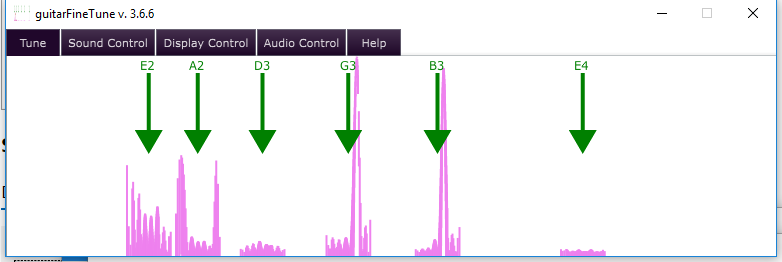 guitarFineTune v. 3.6.6
Tune Sound Control Display Control Audio Control Help
E2 A2 D3 G3 B3 E4